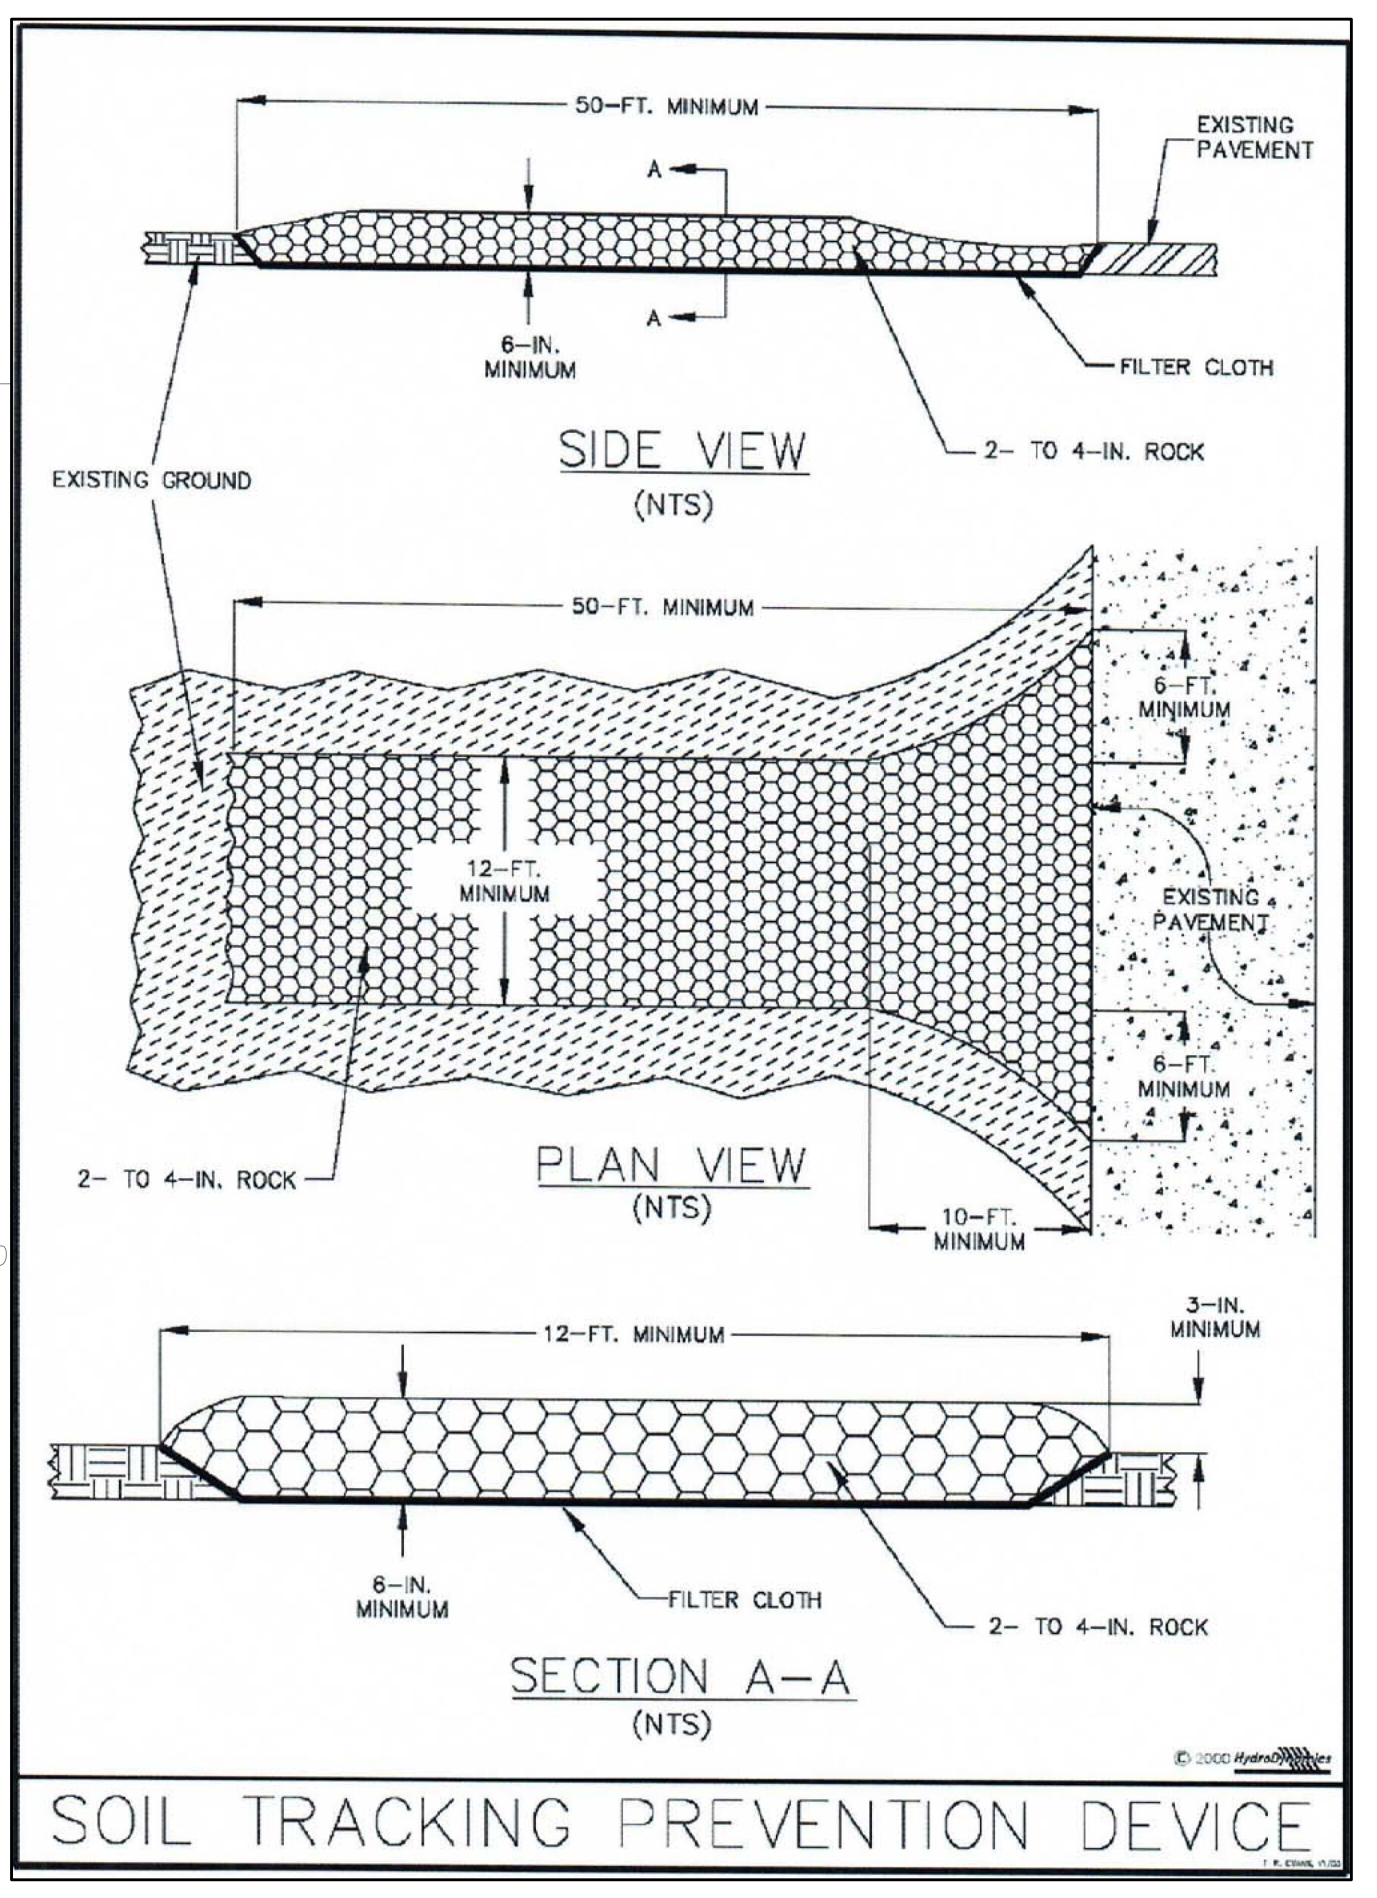 50-FT. MINIMUM
EXISTING
PAVEMENT
A
A
6-IN.
MINIMUM
FILTER CLOTH
SIDE VIEW
2- TO 4-IN. ROCK
(NTS)
EXISTING GROUND
50-FT. MINIMUM
6-FT.
MINIMUM
12-FT.
MINIMUM
EXISTING
PAVEMENT
6-FT.
MINIMUM
2- TO 4-IN. ROCK
PLAN VIEW
(NTS)
10-FT.
MINIMUM
3-IN.
MINIMUM
12-FT. MINIMUM
6-IN.
MINIMUM
FILTER CLOTH
2- TO 4-IN. ROCK
SECTION A-A
(NTS)
© 2000 HydroDynamics
SOIL TRACKING PREVENTION DEVICE